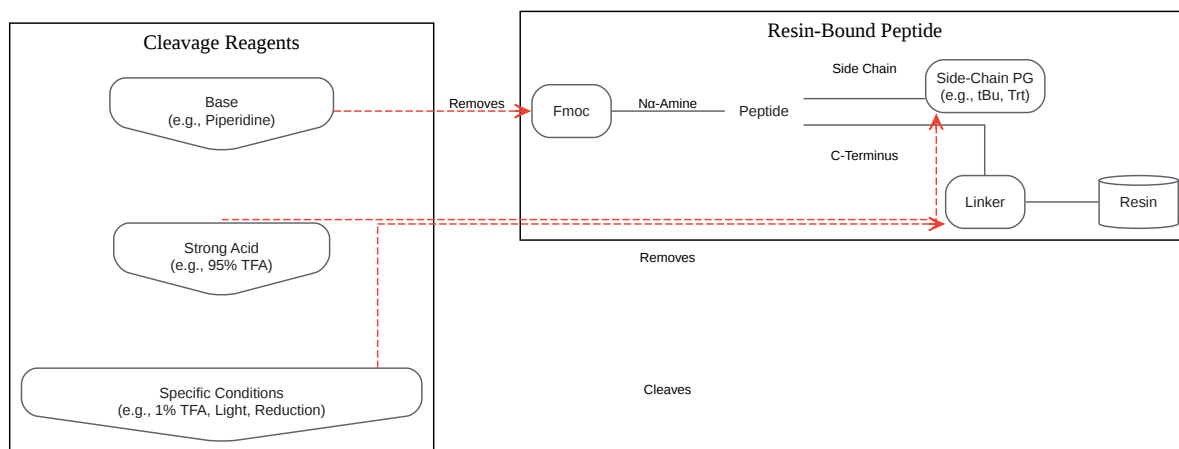 Cleavage Reagents
Base
(e.g., Piperidine)
Strong Acid
(e.g., 95% TFA)
Specific Conditions
(e.g., 1% TFA, Light, Reduction)
Resin-Bound Peptide
Removes
Fmoc
Nα-Amine
Peptide
Side Chain
Side-Chain PG
(e.g., tBu, Trt)
C-Terminus
Linker
Resin
Removes
Cleaves